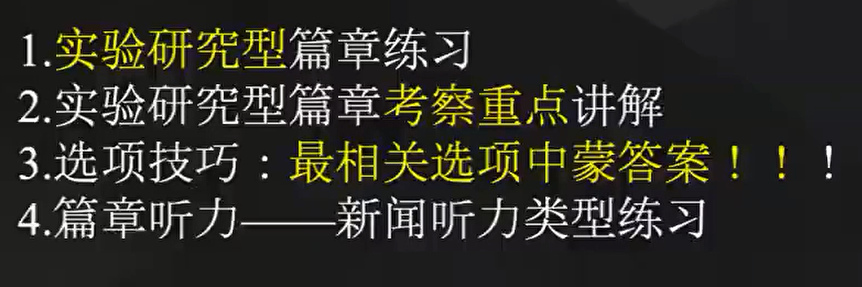 1.实验研究型篇章练习
2.实验研究型篇章考察重点讲解
3.选项技巧：最相关选项中蒙答案！！！
4.篇章听力——新闻听力类型练习